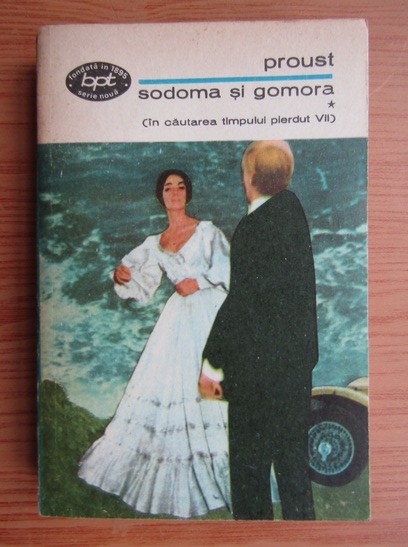 fondată în 1895
bpt
serie nouă
proust
sodoma și gomora
*
(în căutarea timpului pierdut VII)